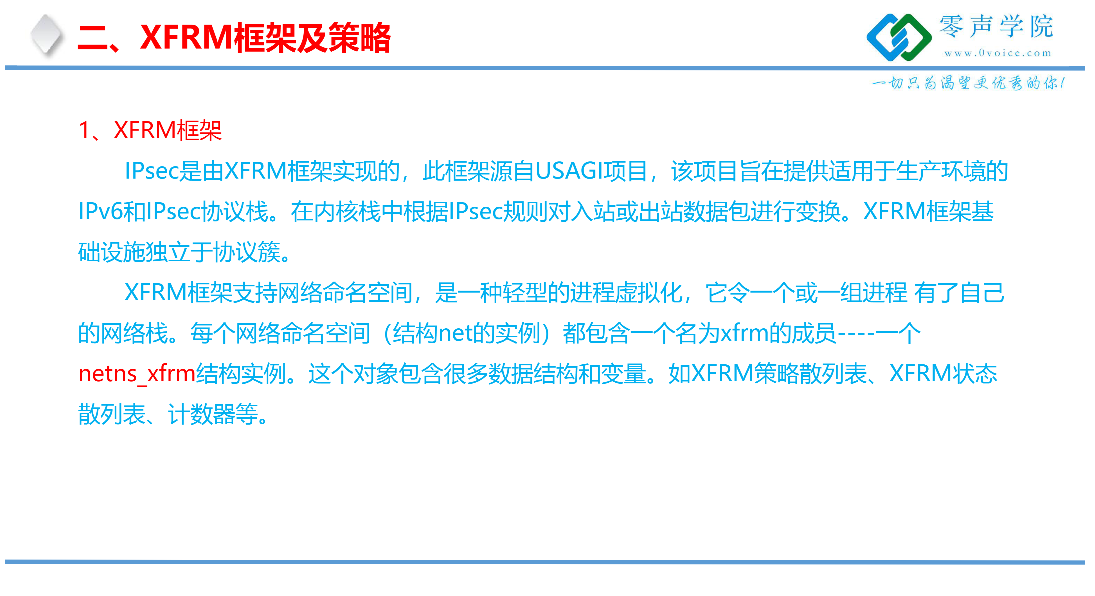 二、XFRM框架及策略
零声学院
www.0voice.com
一切只为渴望更优秀的你!
1、XFRM框架
IPsec是由XFRM框架实现的，此框架源自USAGI项目，该项目旨在提供适用于生产环境的
IPv6和IPsec协议栈。在内核栈中根据IPsec规则对入站或出站数据包进行变换。XFRM框架基
础设施独立于协议簇。
XFRM框架支持网络命名空间，是一种轻型的进程虚拟化，它令一个或一组进程 有了自己
的网络栈。每个网络命名空间（结构net的实例）都包含一个名为xfrm的成员----一个
netns_xfrm结构实例。这个对象包含很多数据结构和变量。如XFRM策略散列表、XFRM状态
散列表、计数器等。